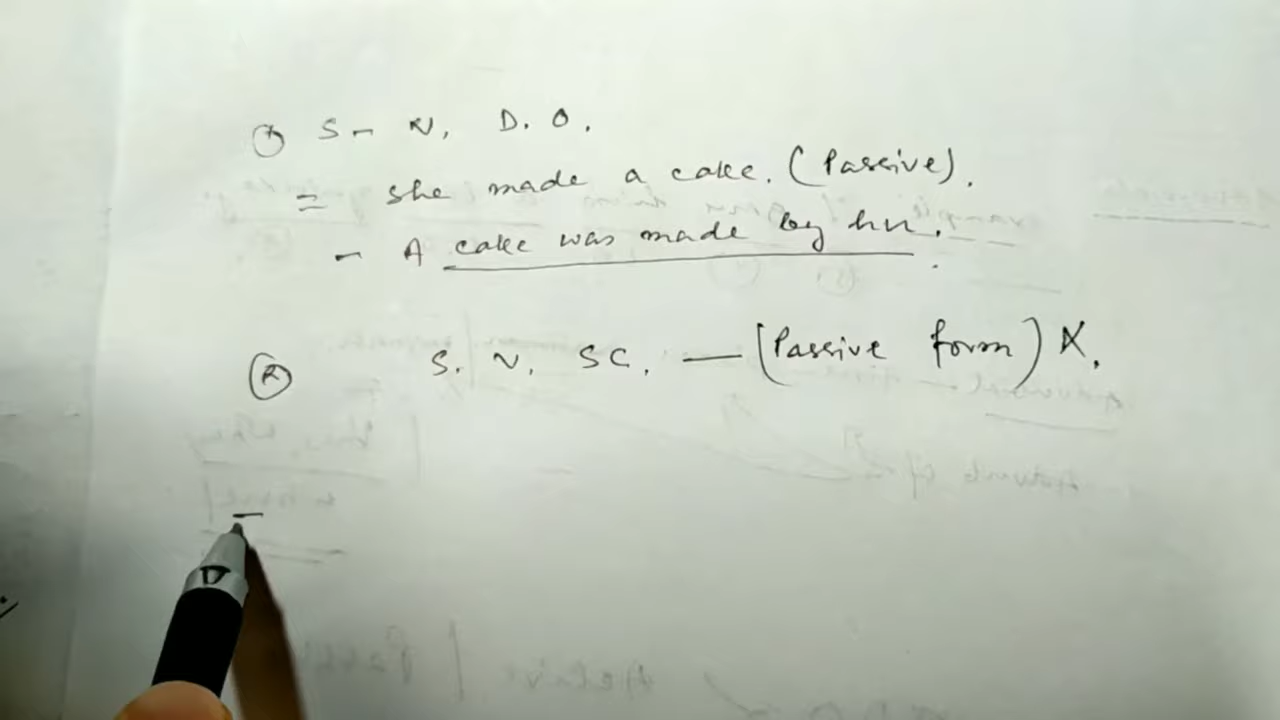 ① S - V. D. O.
= She made a cake. (Passive).
- A cake was made by her.
② S. V. SC. — (Passive form) X.
-